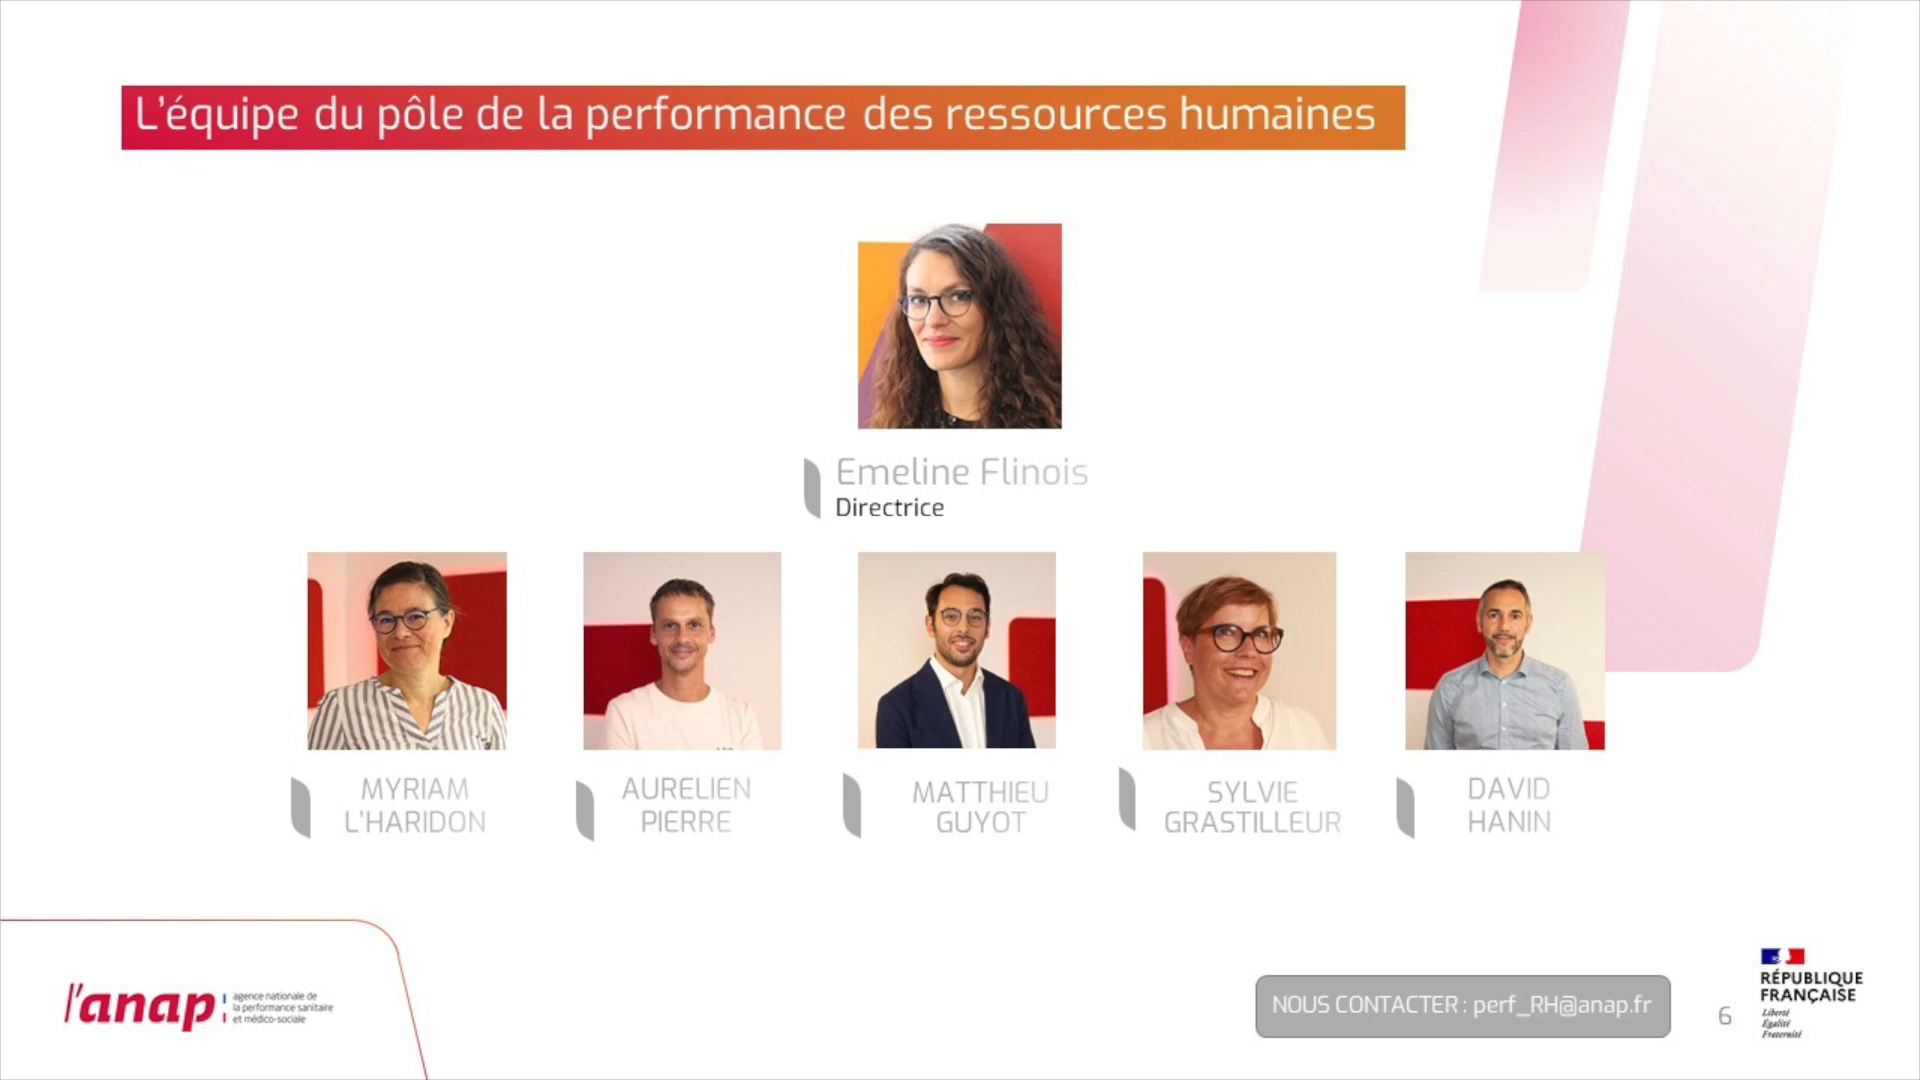 L'équipe du pôle de la performance des ressources humaines
Emeline Flinois
Directrice
MYRIAM
L'HARIDON
AURELIEN
PIERRE
MATTHIEU
GUYOT
SYLVIE
GRASTILLEUR
DAVID
HANIN
l'anap
agence nationale de
la performance sanitaire
et médico-sociale
NOUS CONTACTER : perf_RH@anap.fr
6
RÉPUBLIQUE
FRANÇAISE
Liberté
Égalité
Fraternité